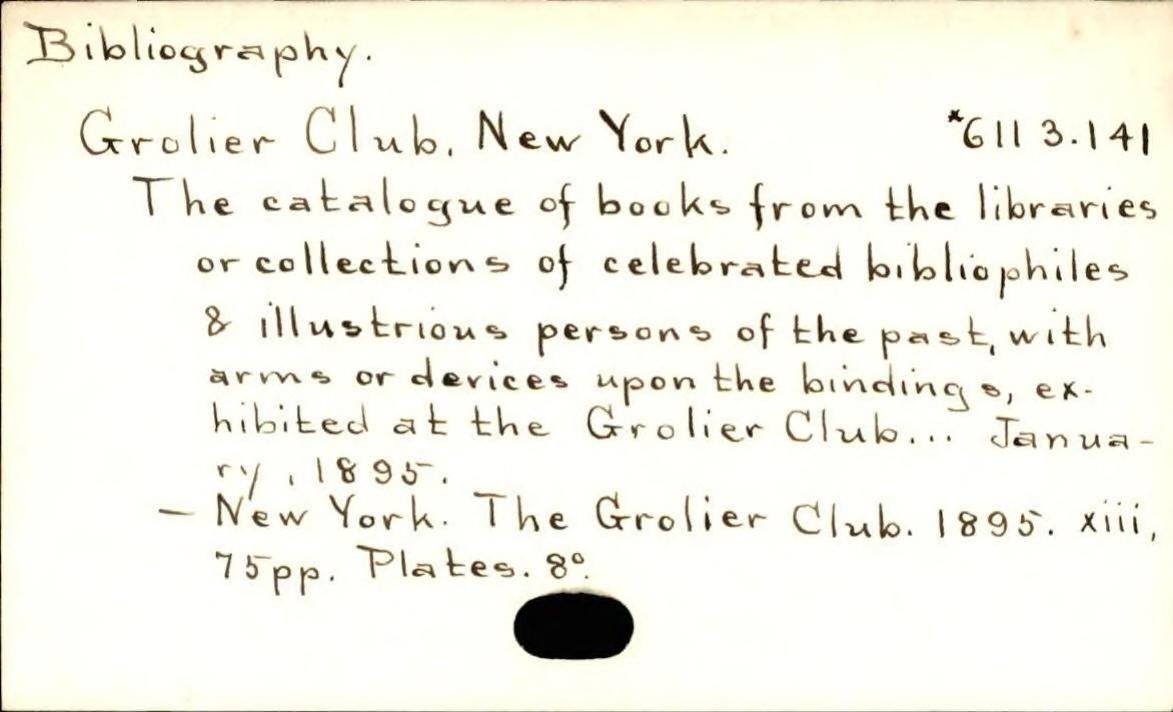 Bibliography.
Grolier Club, New York. *6113.141
The catalogue of books from the libraries
or collections of celebrated bibliophiles
& illustrious persons of the past, with
arms or devices upon the bindings, ex-
hibited at the Grolier Club... Janua-
ry, 1895.
— New York. The Grolier Club. 1895. xiii,
75pp. Plates. 8°.